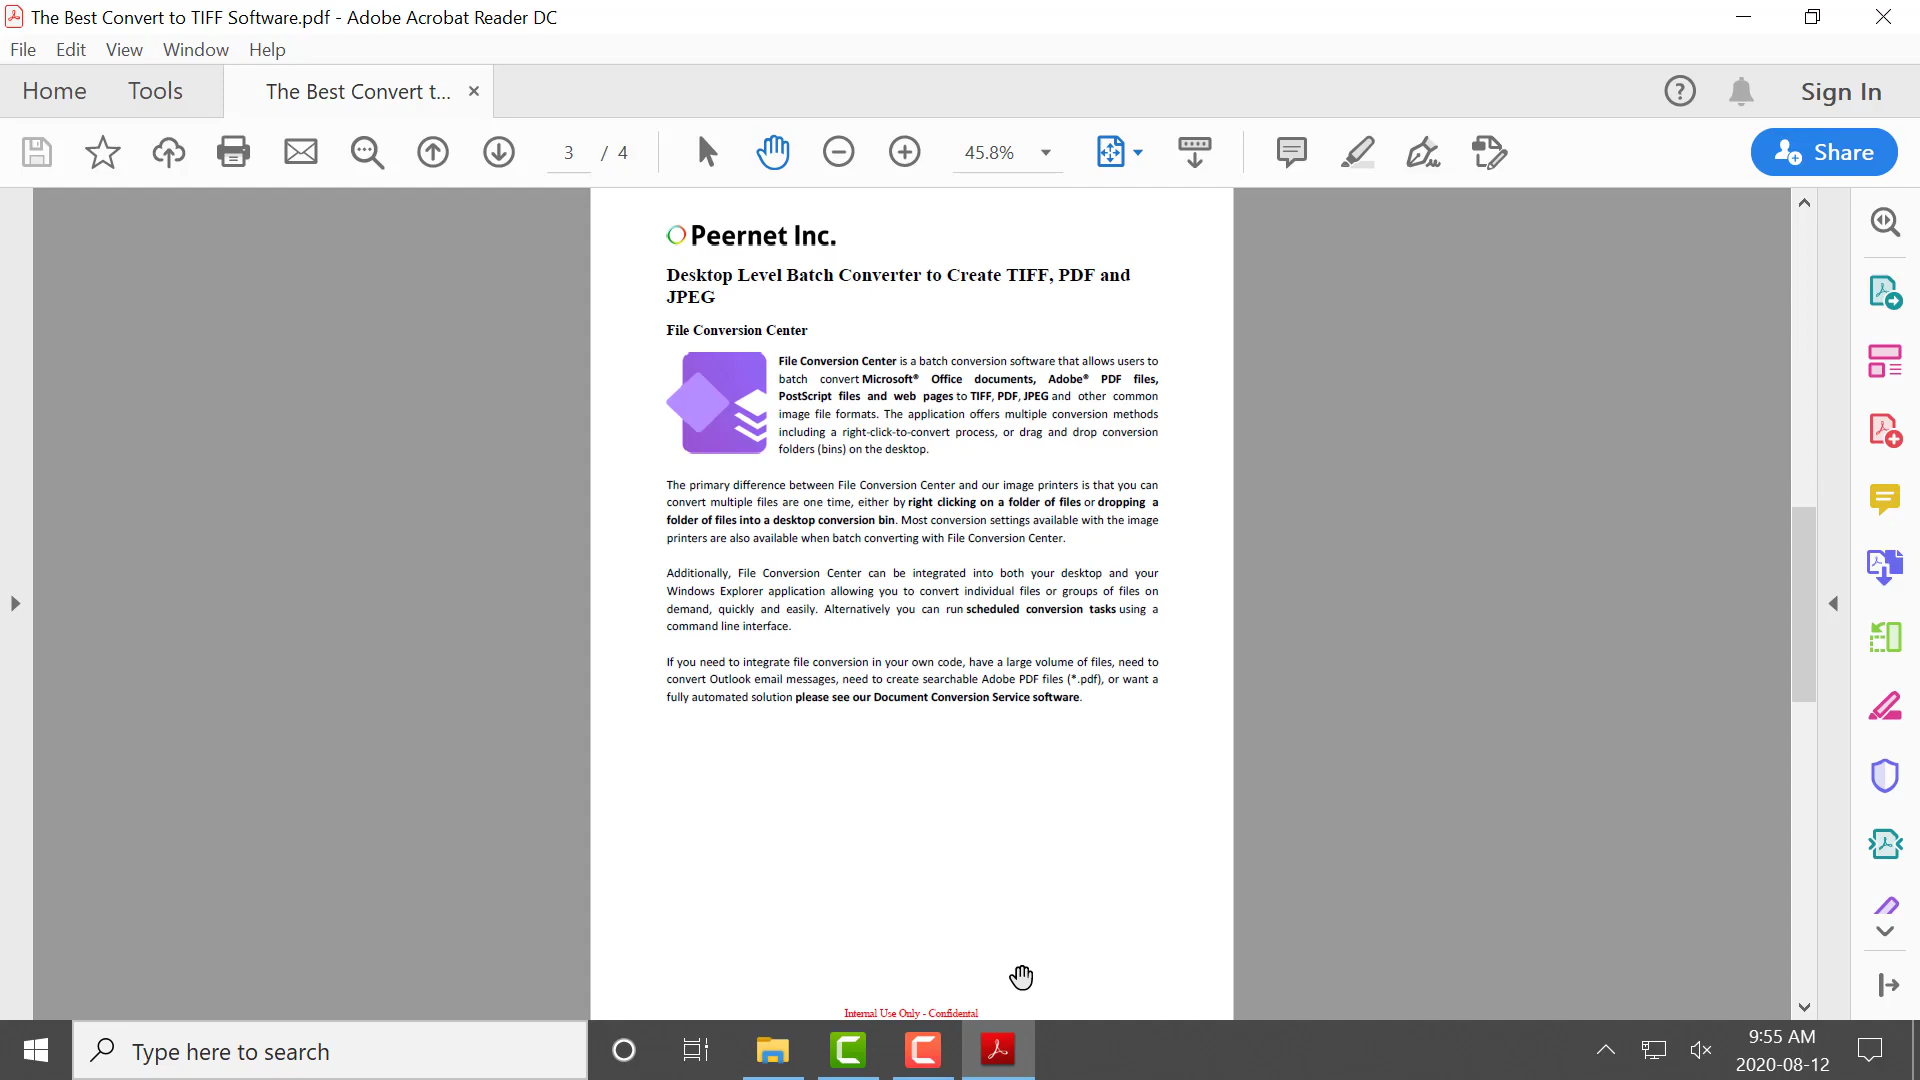 The Best Convert to TIFF Software.pdf - Adobe Acrobat Reader DC
File Edit View Window Help
Home Tools The Best Convert t... Sign In
3 / 4 45.8% Share
Peernet Inc.
Desktop Level Batch Converter to Create TIFF, PDF and
JPEG
File Conversion Center
File Conversion Center is a batch conversion software that allows users to
batch convert Microsoft® Office documents, Adobe® PDF files,
PostScript files and web pages to TIFF, PDF, JPEG and other common
image file formats. The application offers multiple conversion methods
including a right-click-to-convert process, or drag and drop conversion
folders (bins) on the desktop.
The primary difference between File Conversion Center and our image printers is that you can
convert multiple files are one time, either by right clicking on a folder of files or dropping a
folder of files into a desktop conversion bin. Most conversion settings available with the image
printers are also available when batch converting with File Conversion Center.
Additionally, File Conversion Center can be integrated into both your desktop and your
Windows Explorer application allowing you to convert individual files or groups of files on
demand, quickly and easily. Alternatively you can run scheduled conversion tasks using a
command line interface.
If you need to integrate file conversion in your own code, have a large volume of files, need to
convert Outlook email messages, need to create searchable Adobe PDF files (*.pdf), or want a
fully automated solution please see our Document Conversion Service software.
Internal Use Only - Confidental
Type here to search
9:55 AM
2020-08-12